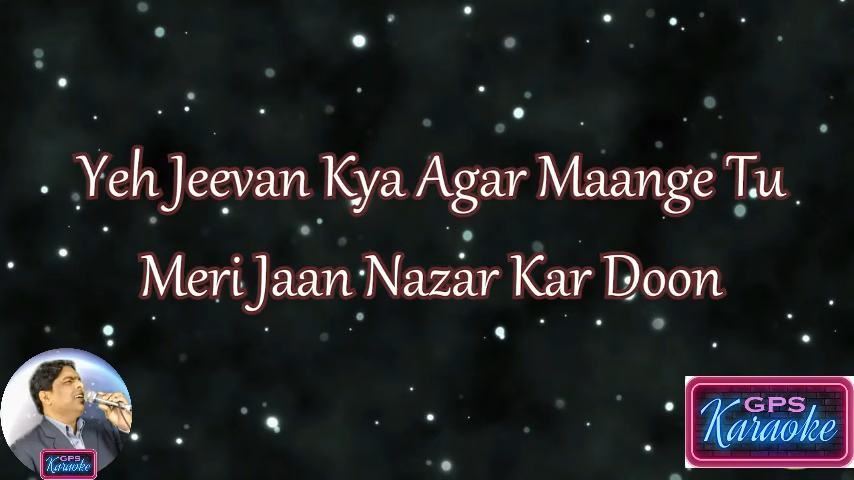 Yeh Jeevan Kya Agar Maange Tu
Meri Jaan Nazar Kar Doon
GPS
Karaoke
GPS
Karaoke